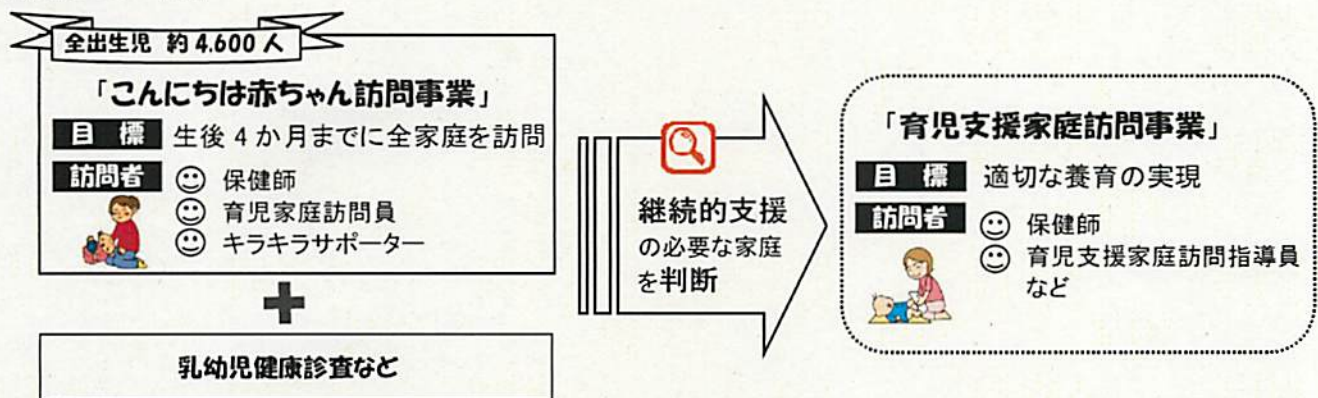 全出生児 約4.600人
「こんにちは赤ちゃん訪問事業」
目標 生後4か月までに全家庭を訪問
訪問者 保健師
育児家庭訪問員
キラキラサポーター
+
乳幼児健康診査など
継続的支援
の必要な家庭
を判断
「育児支援家庭訪問事業」
目標 適切な養育の実現
訪問者 保健師
育児支援家庭訪問指導員
など